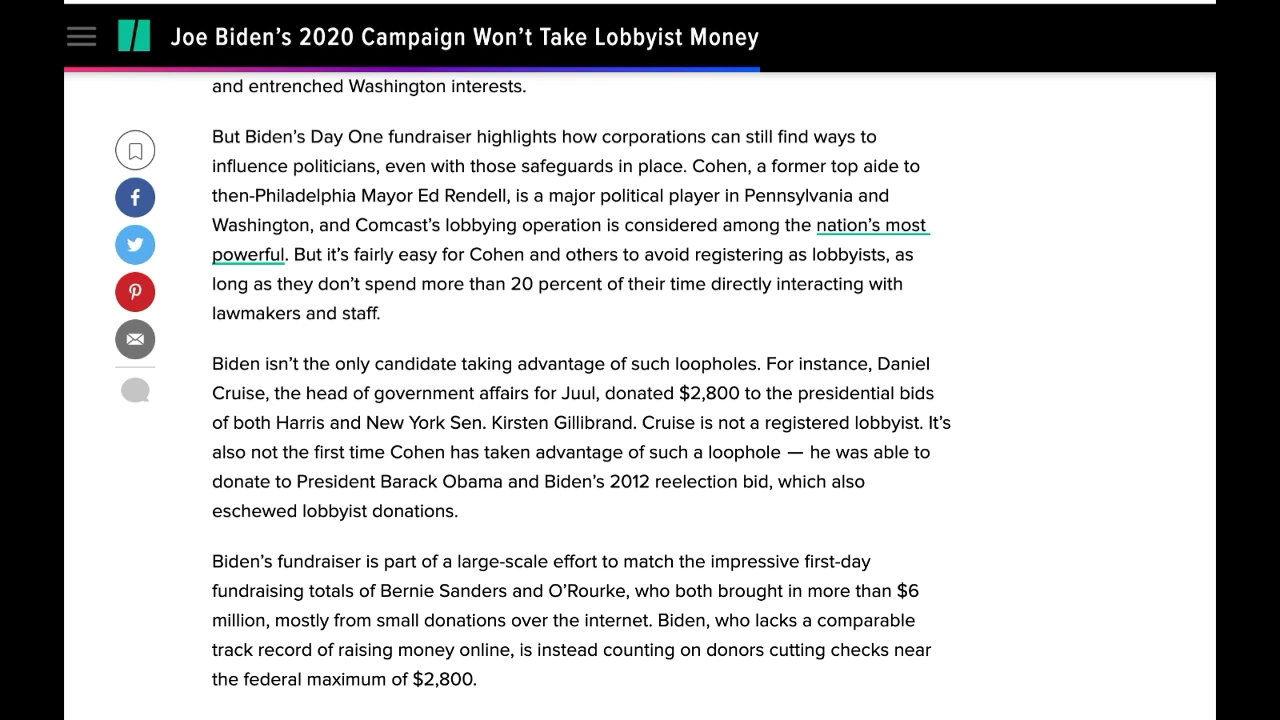 Joe Biden’s 2020 Campaign Won’t Take Lobbyist Money
and entrenched Washington interests.
But Biden’s Day One fundraiser highlights how corporations can still find ways to
influence politicians, even with those safeguards in place. Cohen, a former top aide to
then-Philadelphia Mayor Ed Rendell, is a major political player in Pennsylvania and
Washington, and Comcast’s lobbying operation is considered among the nation’s most
powerful. But it’s fairly easy for Cohen and others to avoid registering as lobbyists, as
long as they don’t spend more than 20 percent of their time directly interacting with
lawmakers and staff.
Biden isn’t the only candidate taking advantage of such loopholes. For instance, Daniel
Cruise, the head of government affairs for Juul, donated $2,800 to the presidential bids
of both Harris and New York Sen. Kirsten Gillibrand. Cruise is not a registered lobbyist. It’s
also not the first time Cohen has taken advantage of such a loophole — he was able to
donate to President Barack Obama and Biden’s 2012 reelection bid, which also
eschewed lobbyist donations.
Biden’s fundraiser is part of a large-scale effort to match the impressive first-day
fundraising totals of Bernie Sanders and O’Rourke, who both brought in more than $6
million, mostly from small donations over the internet. Biden, who lacks a comparable
track record of raising money online, is instead counting on donors cutting checks near
the federal maximum of $2,800.